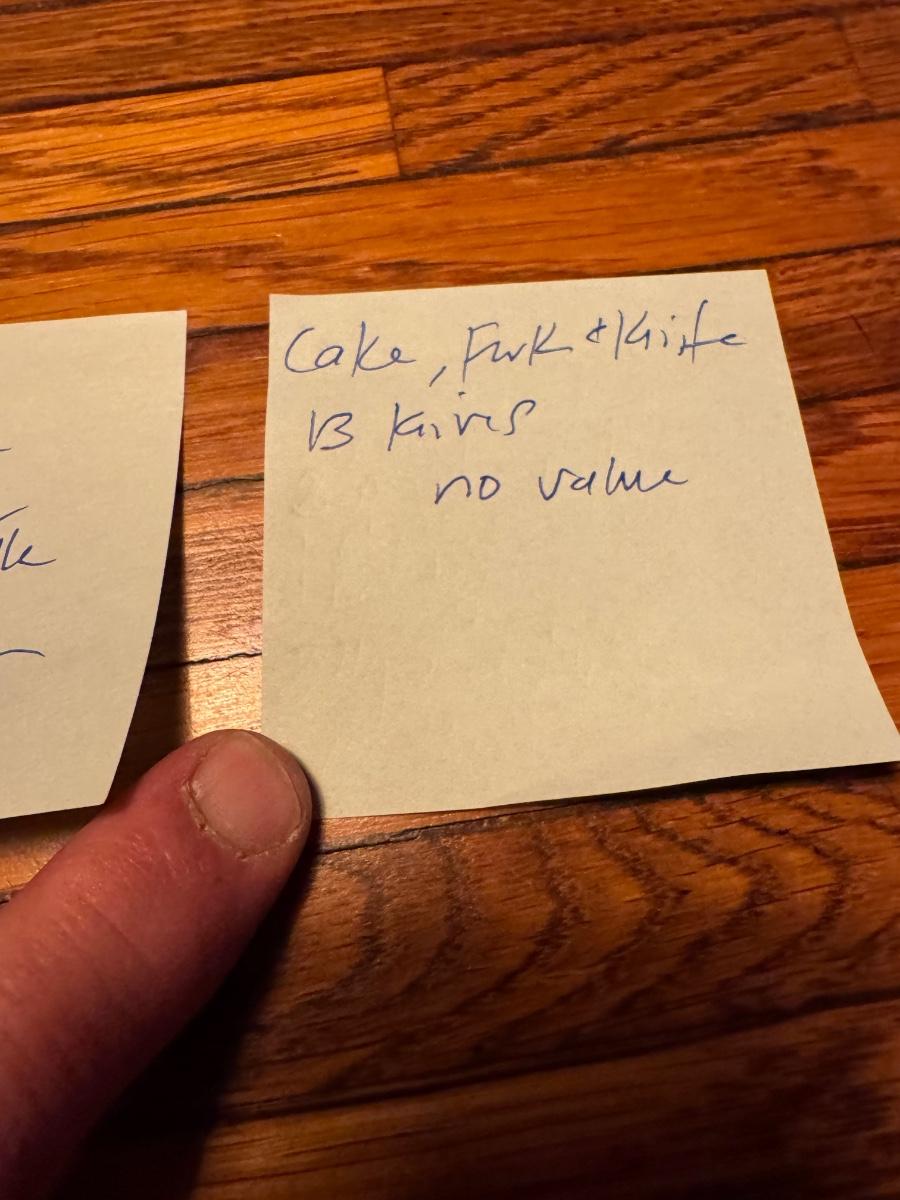 Cake, Fork & Knife
13 knives
no value